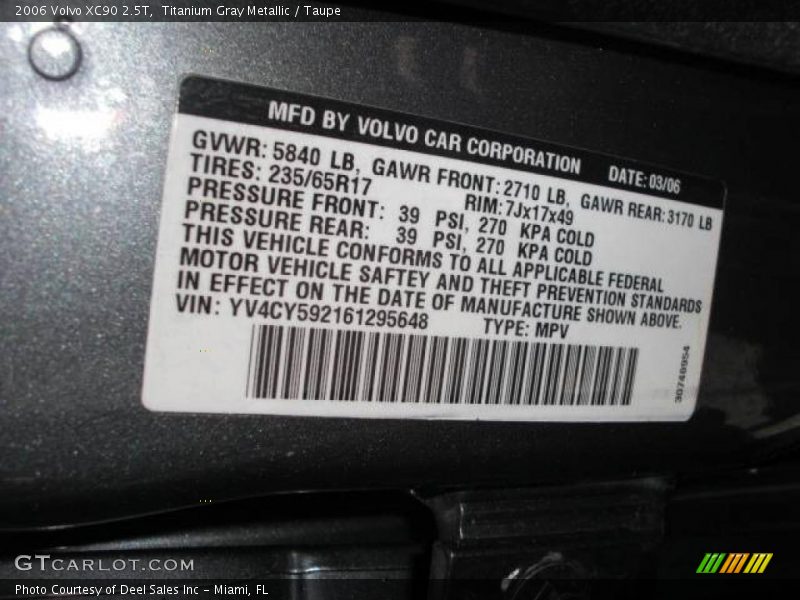 2006 Volvo XC90 2.5T, Titanium Gray Metallic / Taupe
MFD BY VOLVO CAR CORPORATION DATE: 03/06
GVWR: 5840 LB, GAWR FRONT: 2710 LB, GAWR REAR: 3170 LB
TIRES: 235/65R17 RIM: 7Jx17x49
PRESSURE FRONT: 39 PSI, 270 KPA COLD
PRESSURE REAR: 39 PSI, 270 KPA COLD
THIS VEHICLE CONFORMS TO ALL APPLICABLE FEDERAL
MOTOR VEHICLE SAFTEY AND THEFT PREVENTION STANDARDS
IN EFFECT ON THE DATE OF MANUFACTURE SHOWN ABOVE.
VIN: YV4CY592161295648 TYPE: MPV
30748954
GTCARLOT.COM
Photo Courtesy of Deel Sales Inc - Miami, FL